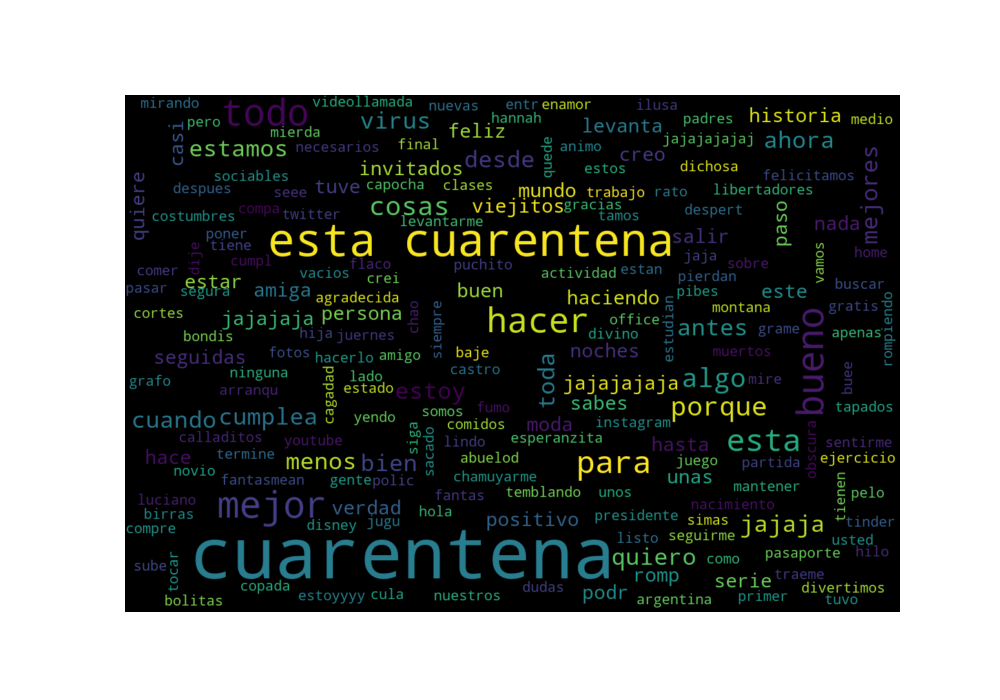 mirando
todo
videollamada
nuevas
entr
enamor
ilusa
pero
mierda
virus
hannah
levanta
padres
historia
medio
casi
estamos
necesarios
final
feliz
quede
animo
jajajajajaj
ahora
sociables
invitados
desde
estos
creo
dichosa
felicitamos
mejores
quiere
despues
seee
tuve
capocha
clases
mundo
trabajo
rato
libertadores
costumbres
compa
twitter
cosas
levantarme
viejitos
gracias
tamos
despert
paso
nada
poner
tiene
dije
esta cuarentena
salir
vamos
home
comer
cumpl
flaco
puchito
jaja
sobre
pasar
segura
estar
vacios
crei
actividad
estan
pierdan
buscar
amiga
agradecida
buen
haciendo
pibes
este
gratis
cortes
jajajaja
persona
chao
siempre
hacer
office
montana
bueno
rompiendo
bondis
hija
juernes
divino
estudian
antes
grame
apenas
seguidas
fotos
hacerlo
amigo
baje
noches
muertos
grafo
ninguna
lado
castro
toda
jajajajaja
algo
mire
buee
arranqu
cagadad
estado
estoy
sabes
porque
tapados
cuando
cumplea
yendo
somos
fumo
comidos
moda
instagram
calladitos
youtube
siga
sacado
lindo
esperanzita
hasta
esta
obscura
sentirme
hace
termine
menos
bien
abuelod
para
juego
partida
ejercicio
novio
fantasmean
gente
polic
chamuyarme
unas
mantener
tienen
pelo
luciano
mejor
verdad
fantas
temblando
unos
nacimiento
birras
disney
jugu
hola
positivo
presidente
simas
jajaja
tinder
compre
cuarentena
listo
seguirme
usted
sube
tocar
quiero
como
pasaporte
hilo
copada
dudas
romp
serie
traeme
divertimos
bolitas
estoyyyy
cula
nuestros
podr
argentina
primer
tuvo